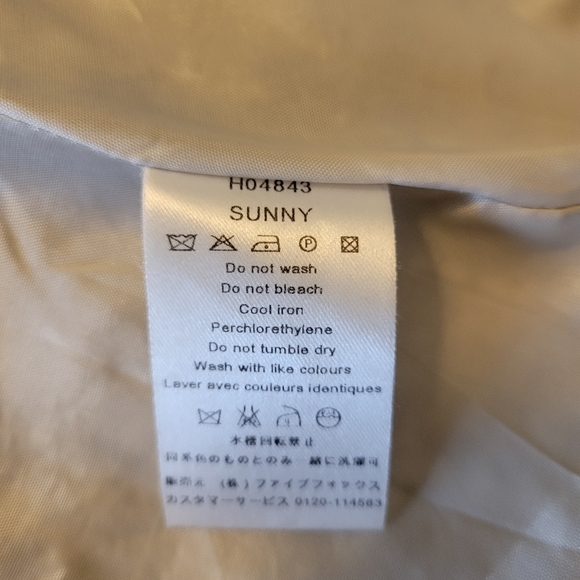 H04843
SUNNY
P
Do not wash
Do not bleach
Cool iron
Perchlorethylene
Do not tumble dry
Wash with like colours
Laver avec couleurs identiques
水槽回転禁止
同系色のものとのみ一緒に洗濯可
販売元 (株) ファイブフォックス
カスタマーサービス 0120-114563